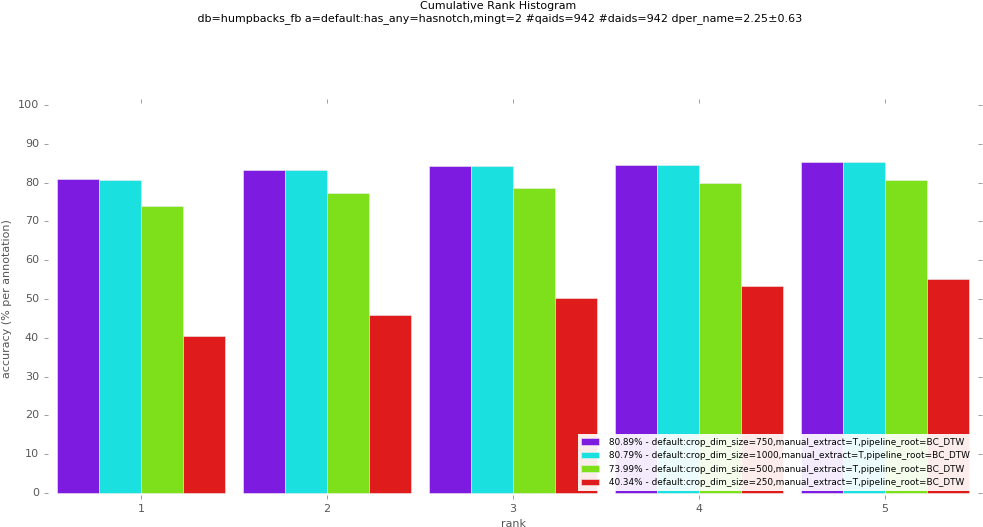 Cumulative Rank Histogram
db=humpbacks_fb a=default:has_any=hasnotch,mingt=2 #qaids=942 #daids=942 dper_name=2.25±0.63
100
90
80
70
60
50
40
30
20
10
0
accuracy (% per annotation)
80.89% - default:crop_dim_size=750,manual_extract=T,pipeline_root=BC_DTW
80.79% - default:crop_dim_size=1000,manual_extract=T,pipeline_root=BC_DTW
73.99% - default:crop_dim_size=500,manual_extract=T,pipeline_root=BC_DTW
40.34% - default:crop_dim_size=250,manual_extract=T,pipeline_root=BC_DTW
1 2 3 4 5
rank